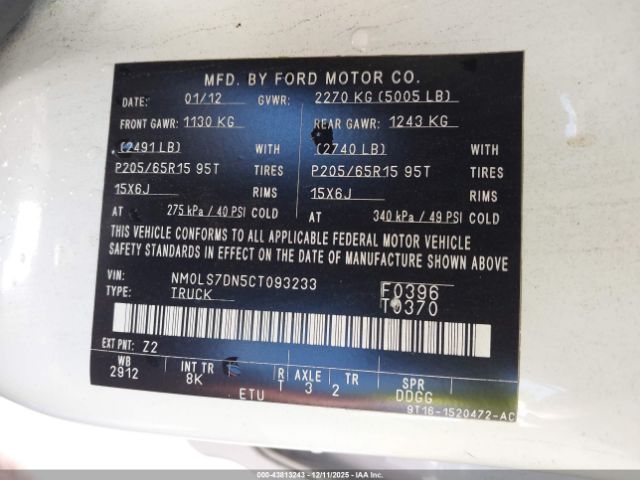 MFD. BY FORD MOTOR CO.
DATE: 01/12 GVWR: 2270 KG (5005 LB)
FRONT GAWR: 1130 KG REAR GAWR: 1243 KG
(2491 LB) WITH (2740 LB) WITH
P205/65R15 95T TIRES P205/65R15 95T TIRES
15X6J RIMS 15X6J RIMS
AT 275 kPa/ 40 PSI COLD AT 340 kPa/ 49 PSI COLD
THIS VEHICLE CONFORMS TO ALL APPLICABLE FEDERAL MOTOR VEHICLE
SAFETY STANDARDS IN EFFECT ON THE DATE OF MANUFACTURE SHOWN ABOVE
VIN: NM0LS7DN5CT093233 F0396
TYPE: TRUCK T0370
EXT PNT: Z2
WB INT TR R AXLE TR SPR
2912 8K T 3 2 DDGG
ETU 9T16-1520472-AC
000-43813243 - 12/11/2025 - IAAI.com